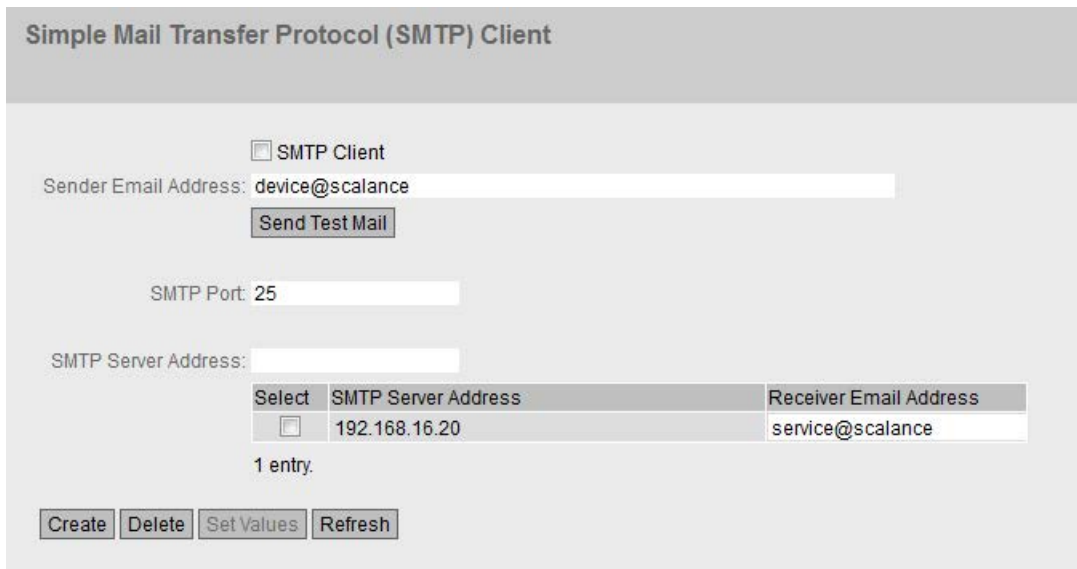 Simple Mail Transfer Protocol (SMTP) Client
SMTP Client
Sender Email Address: device@scalance
Send Test Mail
SMTP Port: 25
SMTP Server Address:
Select SMTP Server Address Receiver Email Address
192.168.16.20 service@scalance
1 entry.
Create Delete Set Values Refresh